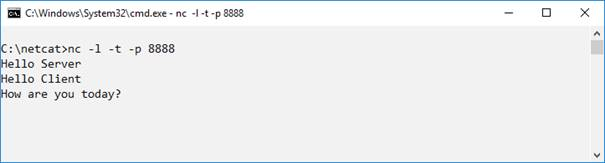 C:\Windows\System32\cmd.exe - nc  -l -t -p 8888
C:\netcat>nc -l -t -p 8888
Hello Server
Hello Client
How are you today?